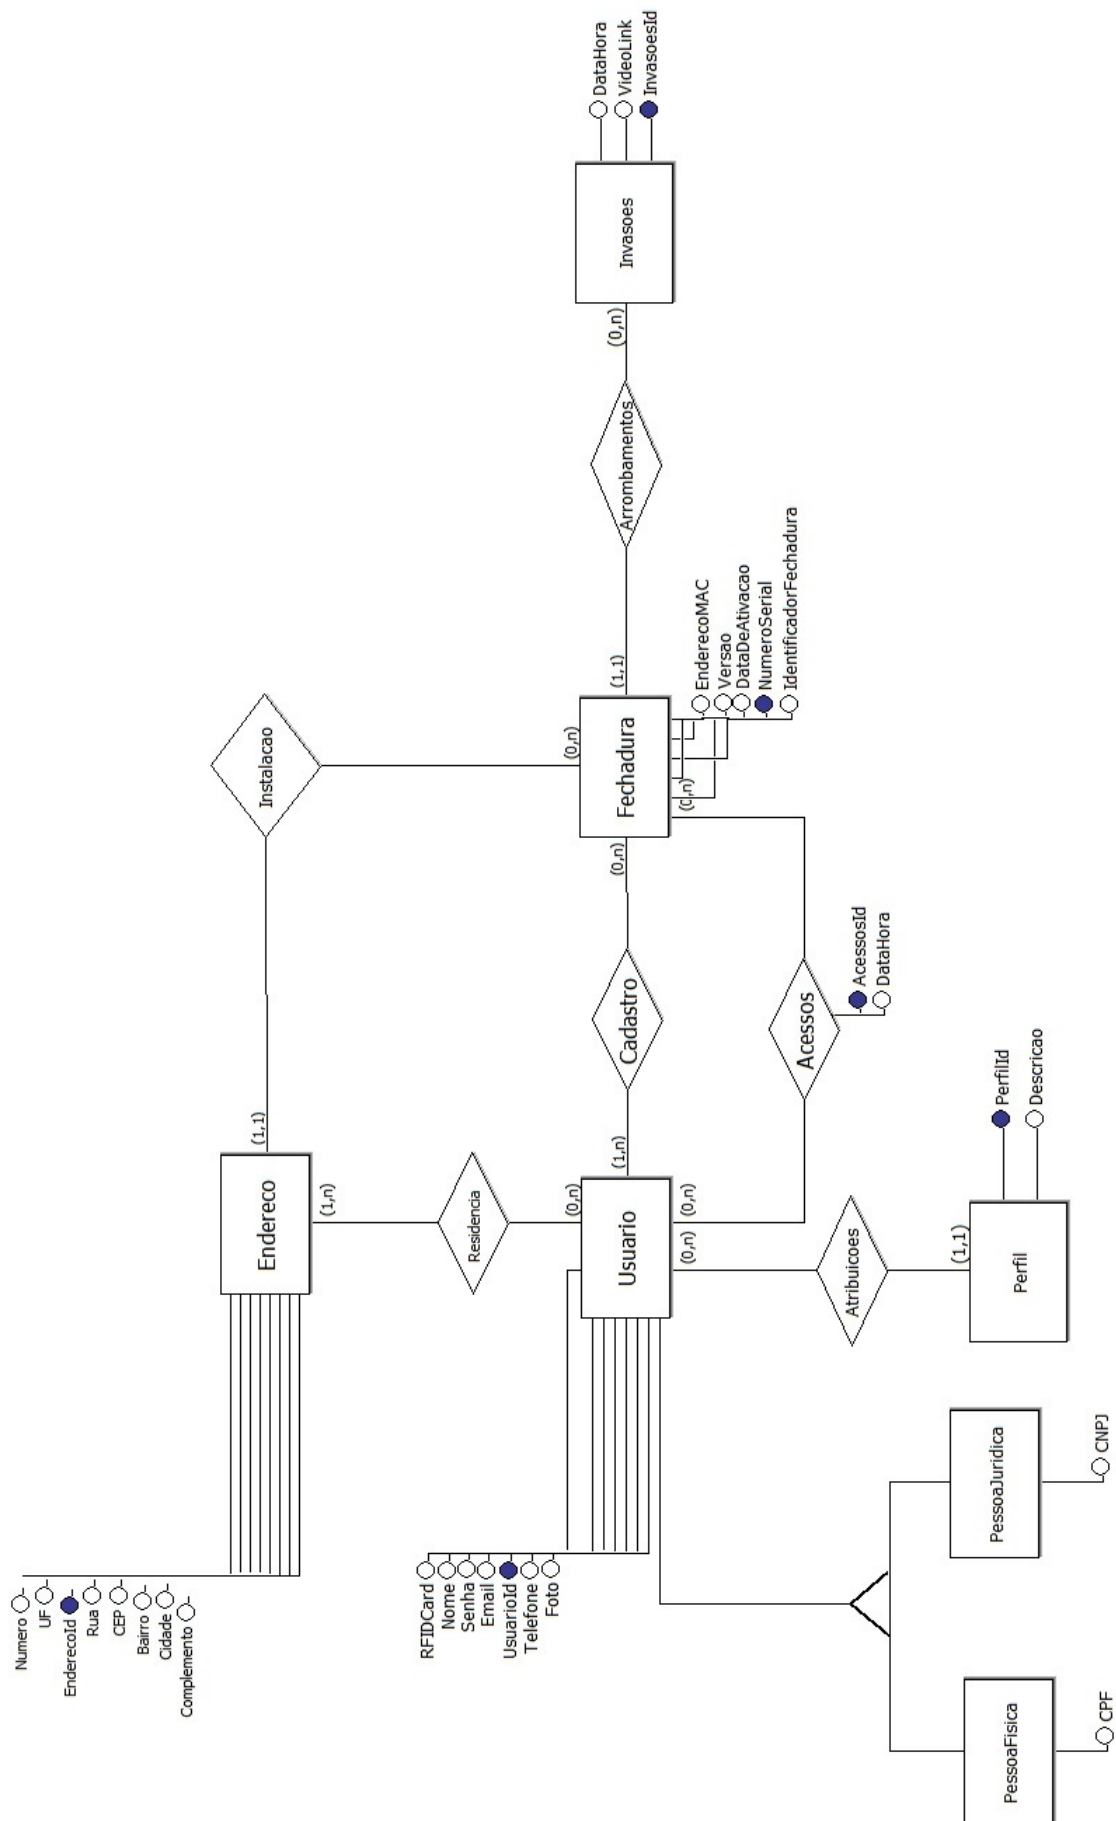 Numero
UF
EnderecoId
Rua
CEP
Bairro
Cidade
Complemento
Endereco
(1,1)
(1,n)
Instalacao
Residencia
RFIDCard
Nome
Senha
Email
UsuarioId
Telefone
Foto
(0,n)
Usuario
(1,n)
(0,n)
(0,n)
Cadastro
(0,n)
(0,n)
Fechadura
(1,1)
(0,n)
EnderecoMAC
Versao
DataDeAtivacao
NumeroSerial
IdentificadorFechadura
Arrombamentos
(0,n)
Invasoes
DataHora
VideoLink
InvasoesId
Acessos
AcessosId
DataHora
Atribuicoes
(1,1)
Perfil
PerfilId
Descricao
PessoaFisica
CPF
PessoaJuridica
CNPJ